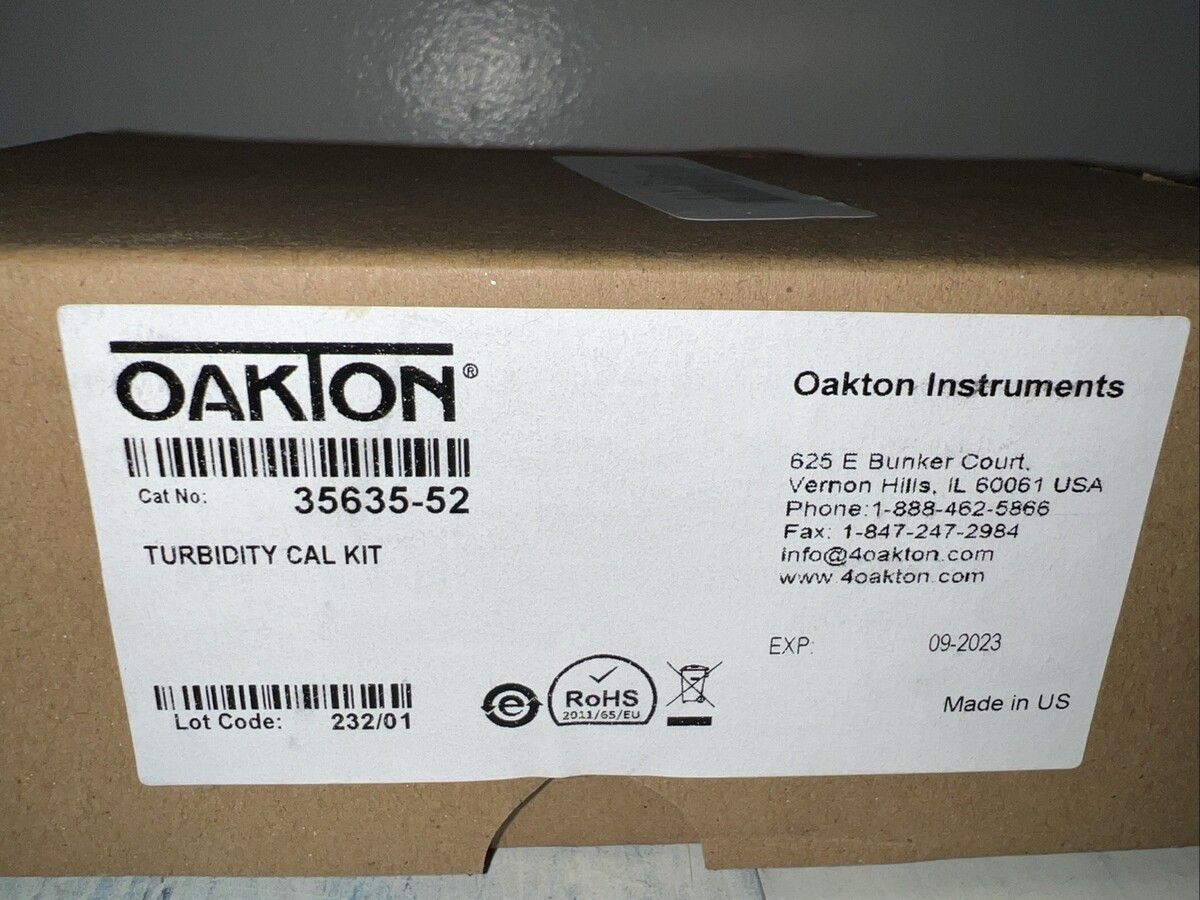 OAKTON®
Cat No: 35635-52
TURBIDITY CAL KIT
Lot Code: 232/01
e
RoHS
2011/65/EU
Oakton Instruments
625 E Bunker Court,
Vernon Hills, IL 60061 USA
Phone:1-888-462-5866
Fax: 1-847-247-2984
info@4oakton.com
www.4oakton.com
EXP: 09-2023
Made in US